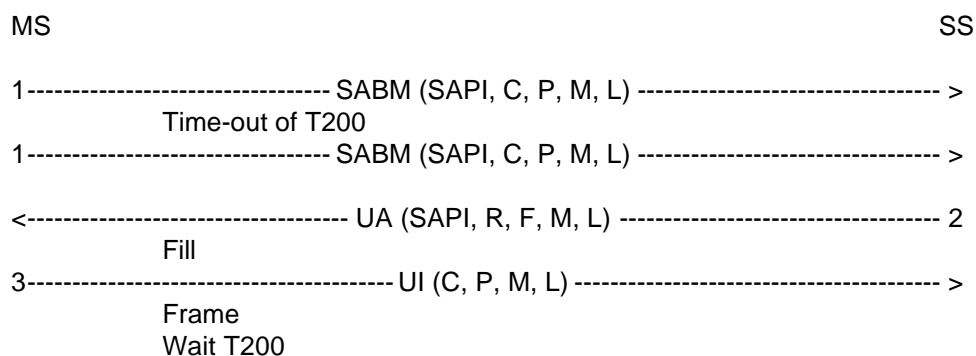 MS SS
1---------------------------------- SABM (SAPI, C, P, M, L) ---------------------------------- >
Time-out of T200
1---------------------------------- SABM (SAPI, C, P, M, L) ---------------------------------- >
<------------------------------------ UA (SAPI, R, F, M, L) ------------------------------------ 2
Fill
3----------------------------------------- UI (C, P, M, L) ----------------------------------------- >
Frame
Wait T200